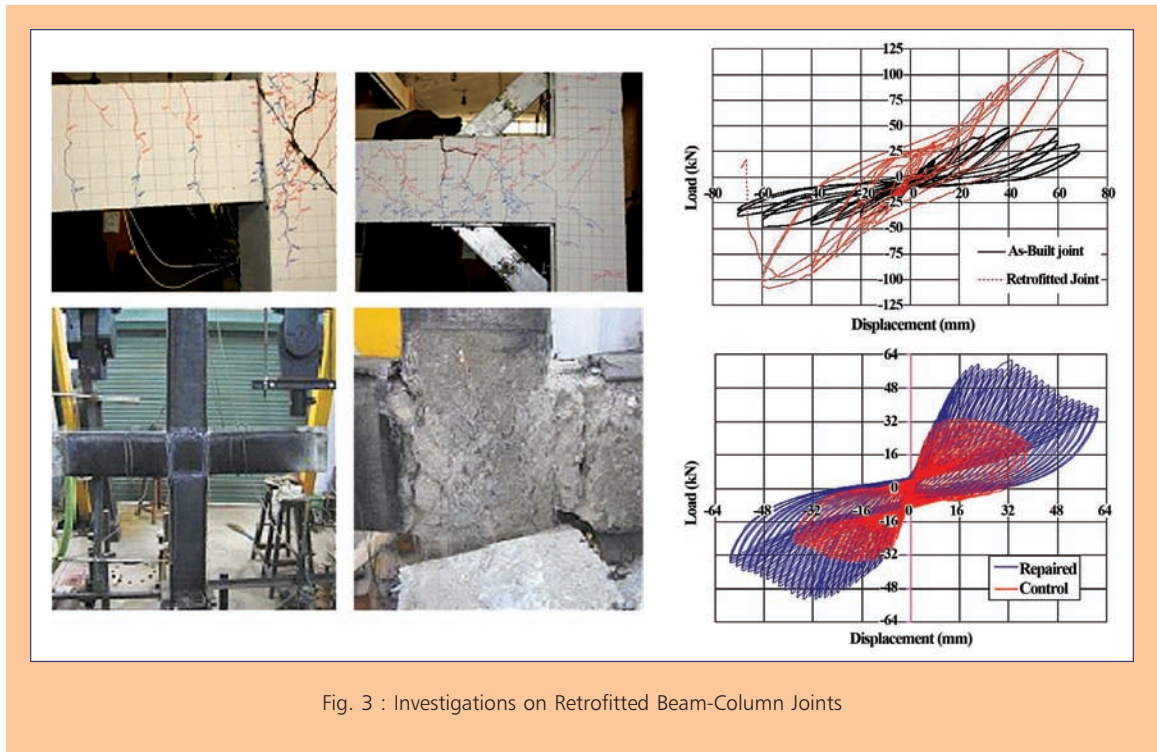 125
100
75
50
25
0
-25
-50
-75
-100
-125
-80 -60 -40 -20 0 20 40 60 80
Load (kN)
As-Built joint
Retrofitted Joint
Displacement (mm)
64
48
32
16
0
-16
-32
-48
-64
-64 -48 -32 -16 0 16 32 48 64
Load (kN)
Repaired
Control
Displacement (mm)
Fig. 3 : Investigations on Retrofitted Beam-Column Joints